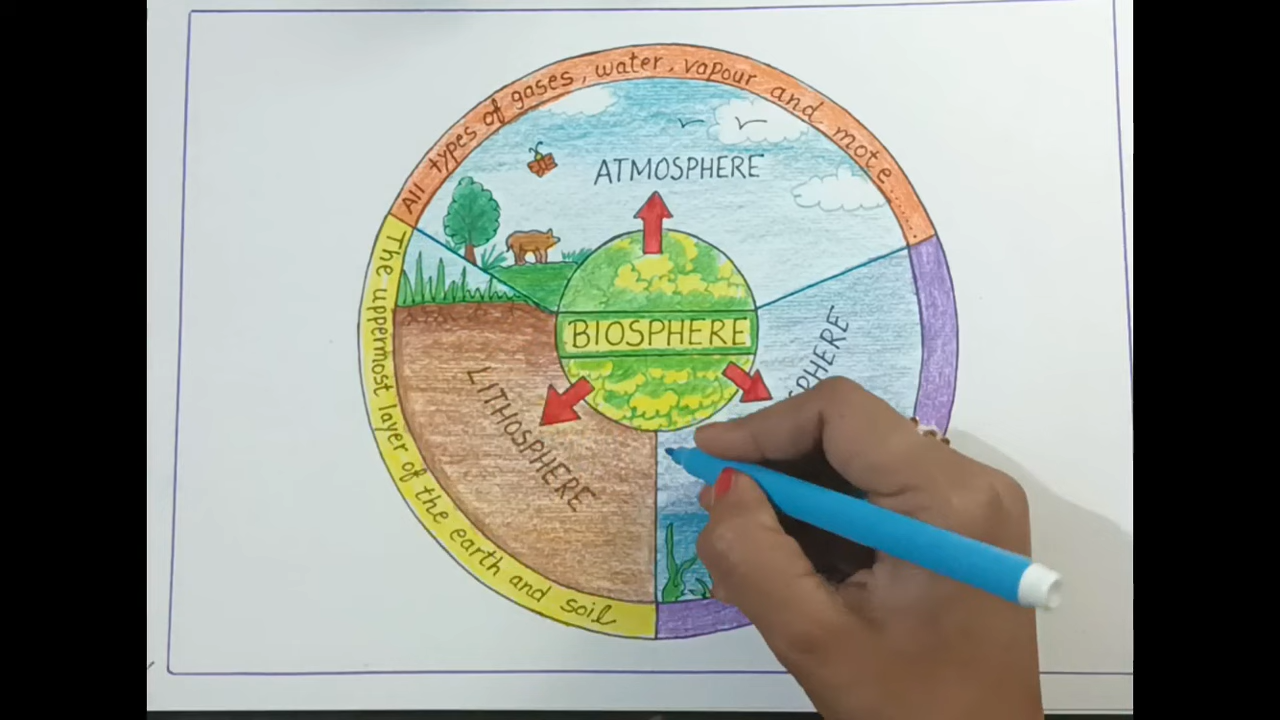 All types of gases, water, vapour and mote......
ATMOSPHERE
BIOSPHERE
LITHOSPHERE
SPHERE
The uppermost layer of the earth and soil